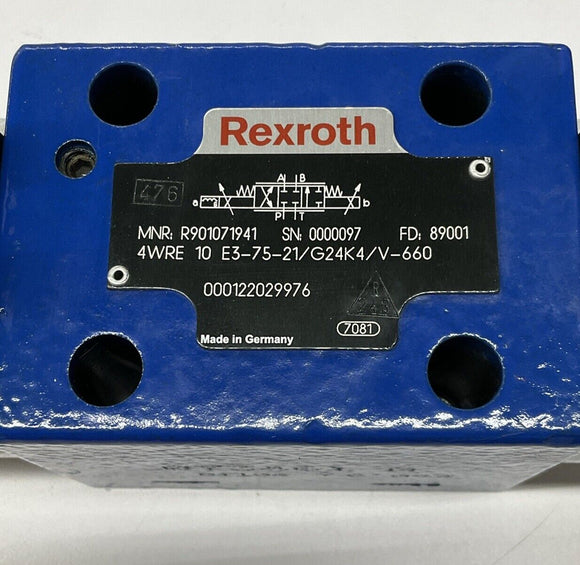 Rexroth
476
A B
a b
P T
MNR: R901071941 SN: 0000097 FD: 89001
4WRE 10 E3-75-21/G24K4/V-660
000122029976
7081
Made in Germany